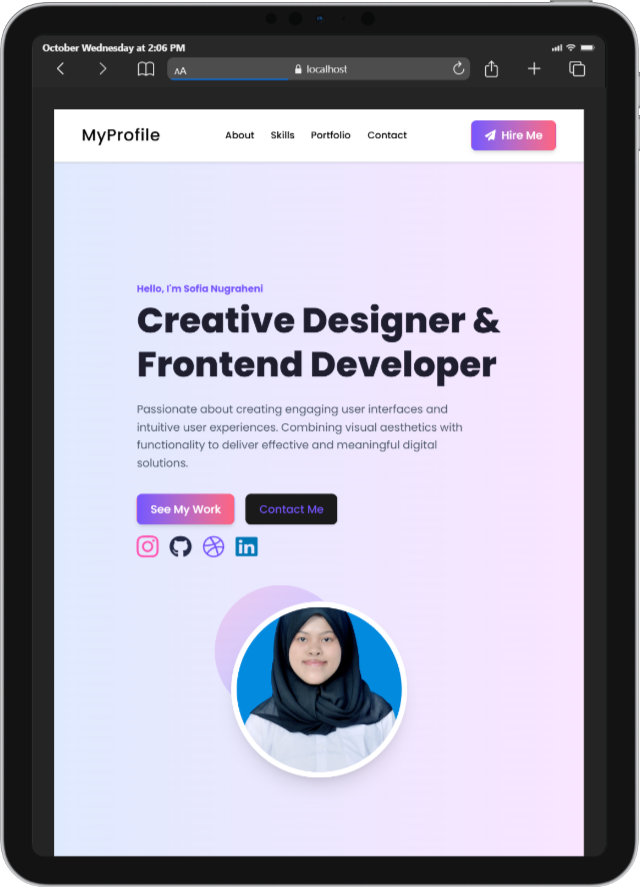 October Wednesday at 2:06 PM
AA
localhost
MyProfile
About Skills Portfolio Contact
Hire Me
Hello, I'm Sofia Nugraheni
Creative Designer &
Frontend Developer
Passionate about creating engaging user interfaces and
intuitive user experiences. Combining visual aesthetics with
functionality to deliver effective and meaningful digital
solutions.
See My Work Contact Me
in